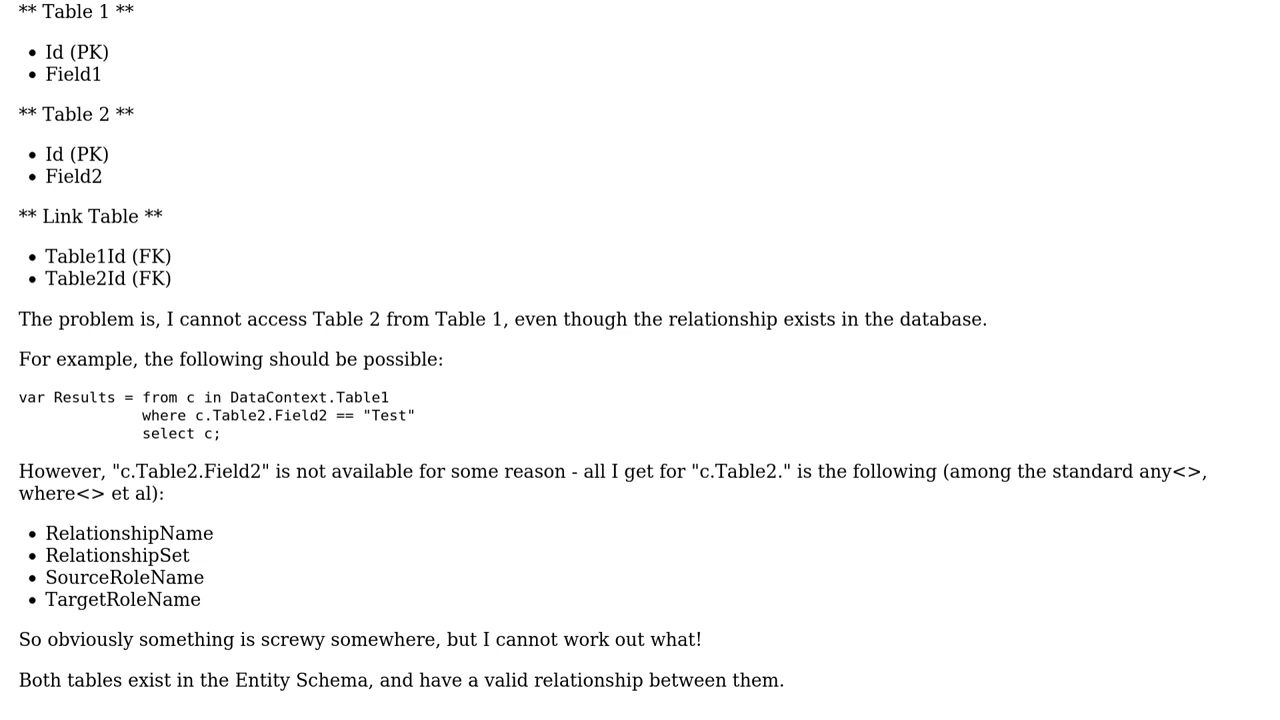 ** Table 1 **
• Id (PK)
• Field1
** Table 2 **
• Id (PK)
• Field2
** Link Table **
• Table1Id (FK)
• Table2Id (FK)
The problem is, I cannot access Table 2 from Table 1, even though the relationship exists in the database.
For example, the following should be possible:
var Results = from c in DataContext.Table1
              where c.Table2.Field2 == "Test"
              select c;
However, "c.Table2.Field2" is not available for some reason - all I get for "c.Table2." is the following (among the standard any<>,
where<> et al):
• RelationshipName
• RelationshipSet
• SourceRoleName
• TargetRoleName
So obviously something is screwy somewhere, but I cannot work out what!
Both tables exist in the Entity Schema, and have a valid relationship between them.